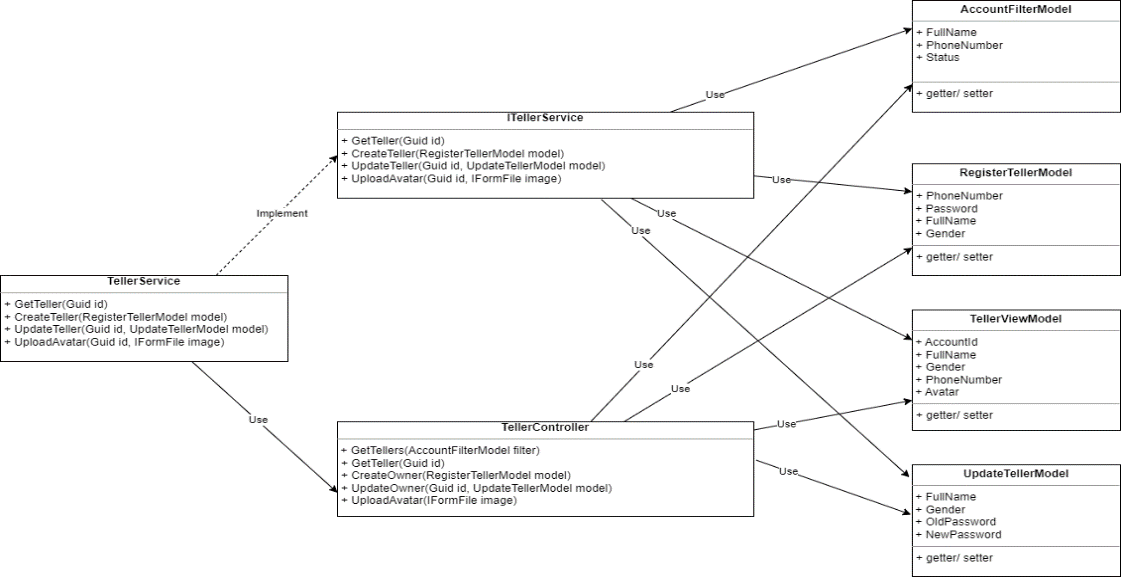 AccountFilterModel
+ FullName
+ PhoneNumber
+ Status
+ getter/ setter
Use
ITellerService
+ GetTeller(Guid id)
+ CreateTeller(RegisterTellerModel model)
+ UpdateTeller(Guid id, UpdateTellerModel model)
+ UploadAvatar(Guid id, IFormFile image)
Use
RegisterTellerModel
+ PhoneNumber
+ Password
+ FullName
+ Gender
+ getter/ setter
Implement
Use
Use
TellerService
+ GetTeller(Guid id)
+ CreateTeller(RegisterTellerModel model)
+ UpdateTeller(Guid id, UpdateTellerModel model)
+ UploadAvatar(Guid id, IFormFile image)
TellerViewModel
+ AccountId
+ FullName
+ Gender
+ PhoneNumber
+ Avatar
+ getter/ setter
Use
Use
Use
Use
TellerController
+ GetTellers(AccountFilterModel filter)
+ GetTeller(Guid id)
+ CreateOwner(RegisterTellerModel model)
+ UpdateOwner(Guid id, UpdateTellerModel model)
+ UploadAvatar(IFormFile image)
Use
UpdateTellerModel
+ FullName
+ Gender
+ OldPassword
+ NewPassword
+ getter/ setter